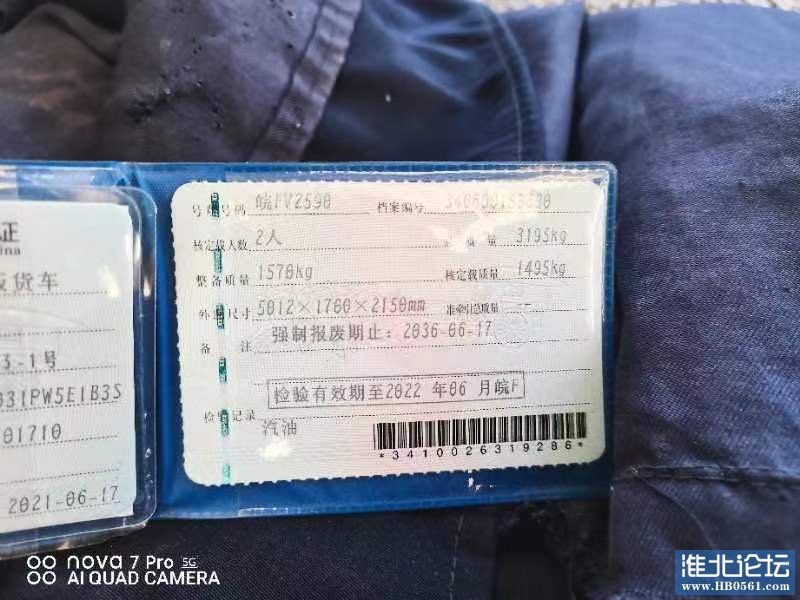 证
ina
货车
3-1号
B31PW5E1B3S
01710
2021-06-17
号牌号码 皖FV2590 档案编号
核定载人数 2人 总质量 3195kg
整备质量 1570kg 核定载质量 1495kg
外廓尺寸 5012×1760×2150mm 准牵引总质量 --
备注 强制报废期止：2036-06-17
检验有效期至2022 年06 月皖F
检验记录
汽油
*3410026319286*
nova 7 Pro 5G
AI QUAD CAMERA
淮北论坛
www.HB0561.com